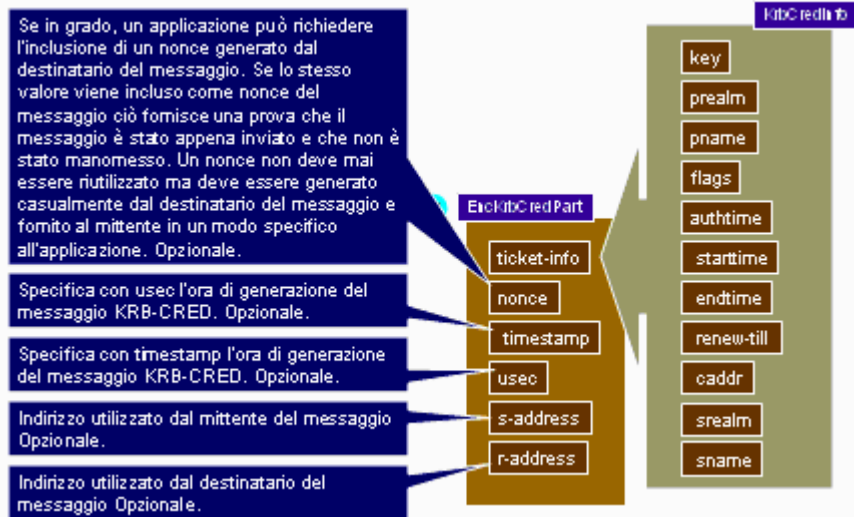 Se in grado, un applicazione può richiedere
l'inclusione di un nonce generato dal
destinatario del messaggio. Se lo stesso
valore viene incluso come nonce del
messaggio ciò fornisce una prova che il
messaggio è stato appena inviato e che non è
stato manomesso. Un nonce non deve mai
essere riutilizzato ma deve essere generato
casualmente dal destinatario del messaggio e
fornito al mittente in un modo specifico
all'applicazione. Opzionale.
Specifica con usec l'ora di generazione del
messaggio KRB-CRED. Opzionale.
Specifica con timestamp l'ora di generazione
del messaggio KRB-CRED. Opzionale.
Indirizzo utilizzato dal mittente del messaggio
Opzionale.
Indirizzo utilizzato dal destinatario del
messaggio Opzionale.
EncKrbCredPart
ticket-info
nonce
timestamp
usec
s-address
r-address
KrbCredInfo
key
prealm
pname
flags
authtime
starttime
endtime
renew-till
caddr
srealm
sname